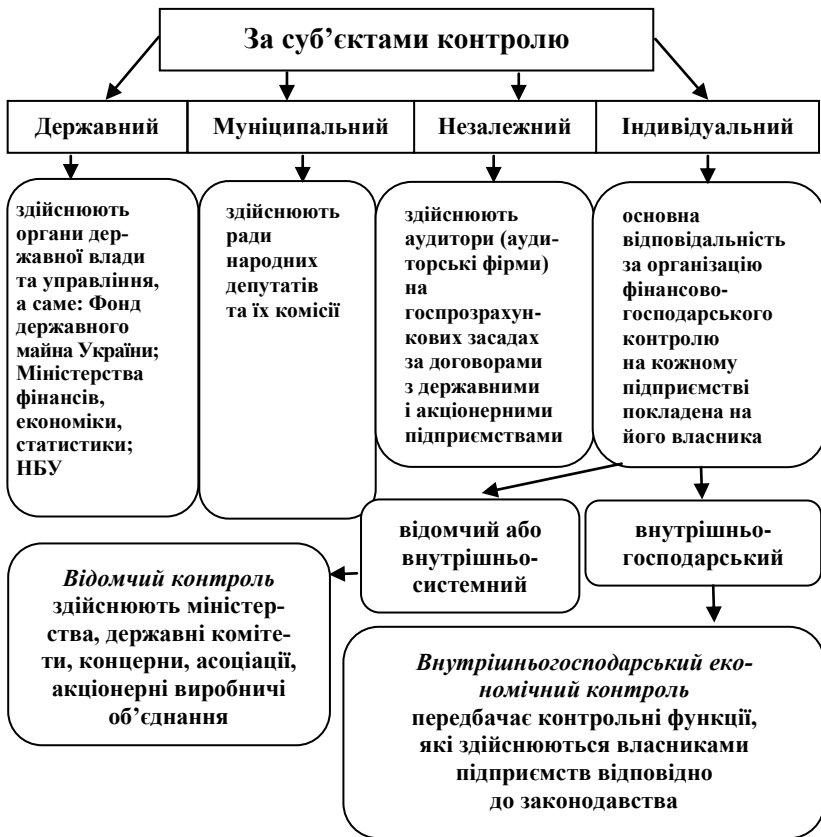 За суб’єктами контролю
Державний
Муніципальний
Незалежний
Індивідуальний
здійснюють
органи дер-
жавної влади
та управління,
а саме: Фонд
державного
майна України;
Міністерства
фінансів,
економіки,
статистики;
НБУ
здійснюють
ради
народних
депутатів
та їх комісії
здійснюють
аудитори (ауди-
торські фірми)
на
госпрозрахун-
кових засадах
за договорами
з державними
і акціонерними
підприємствами
основна
відповідальність
за організацію
фінансово-
господарського
контролю
на кожному
підприємстві
покладена на
його власника
відомчий або
внутрішньо-
системний
внутрішньо-
господарський
Відомчий контроль
здійснюють міністер-
ства, державні коміте-
ти, концерни, асоціації,
акціонерні виробничі
об’єднання
Внутрішньогосподарський еко-
номічний контроль
передбачає контрольні функції,
які здійснюються власниками
підприємств відповідно
до законодавства